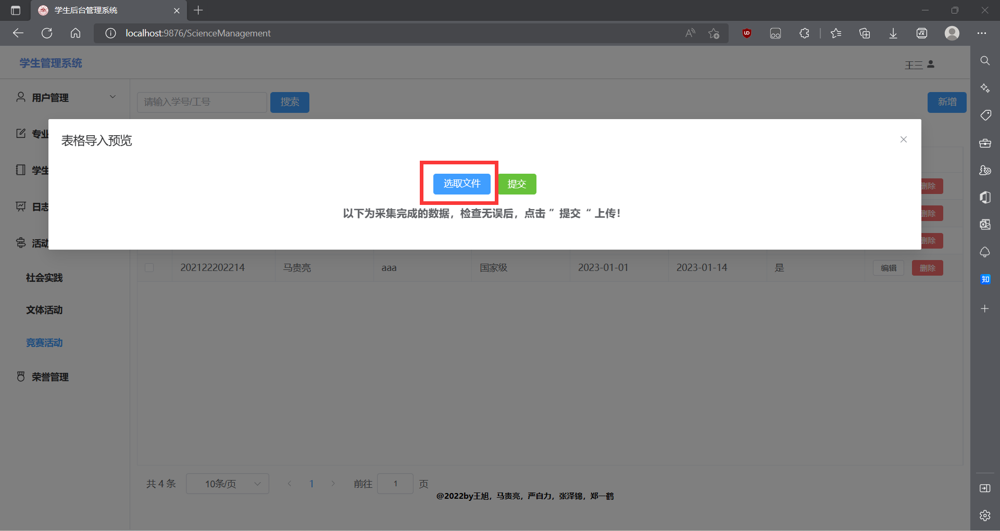 学生后台管理系统
localhost:9876/ScienceManagement
学生管理系统
王三
用户管理
请输入学号/工号
搜索
新增
专业
表格导入预览
学生
选取文件
提交
删除
日志
以下为采集完成的数据，检查无误后，点击 ” 提交 “ 上传！
删除
活动
删除
202122202214 马贵亮 aaa 国家级 2023-01-01 2023-01-14 是 编辑 删除
社会实践
知
文体活动
竞赛活动
荣誉管理
共 4 条 10条/页 1 前往 1 页
@2022by王旭，马贵亮，严自力，张泽锦，郑一鹤